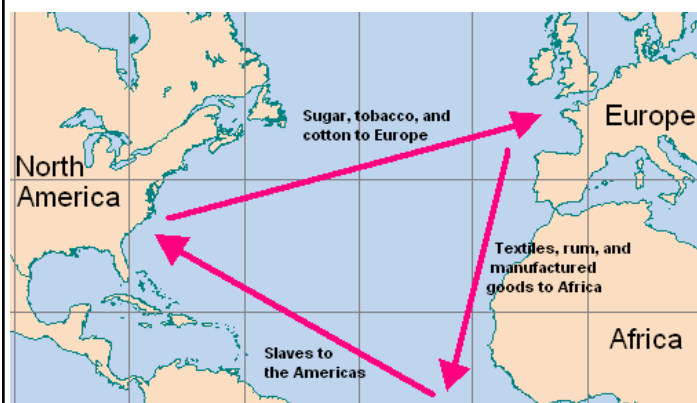 Sugar, tobacco, and
cotton to Europe
Europe
North
America
Textiles, rum, and
manufactured
goods to Africa
Africa
Slaves to
the Americas